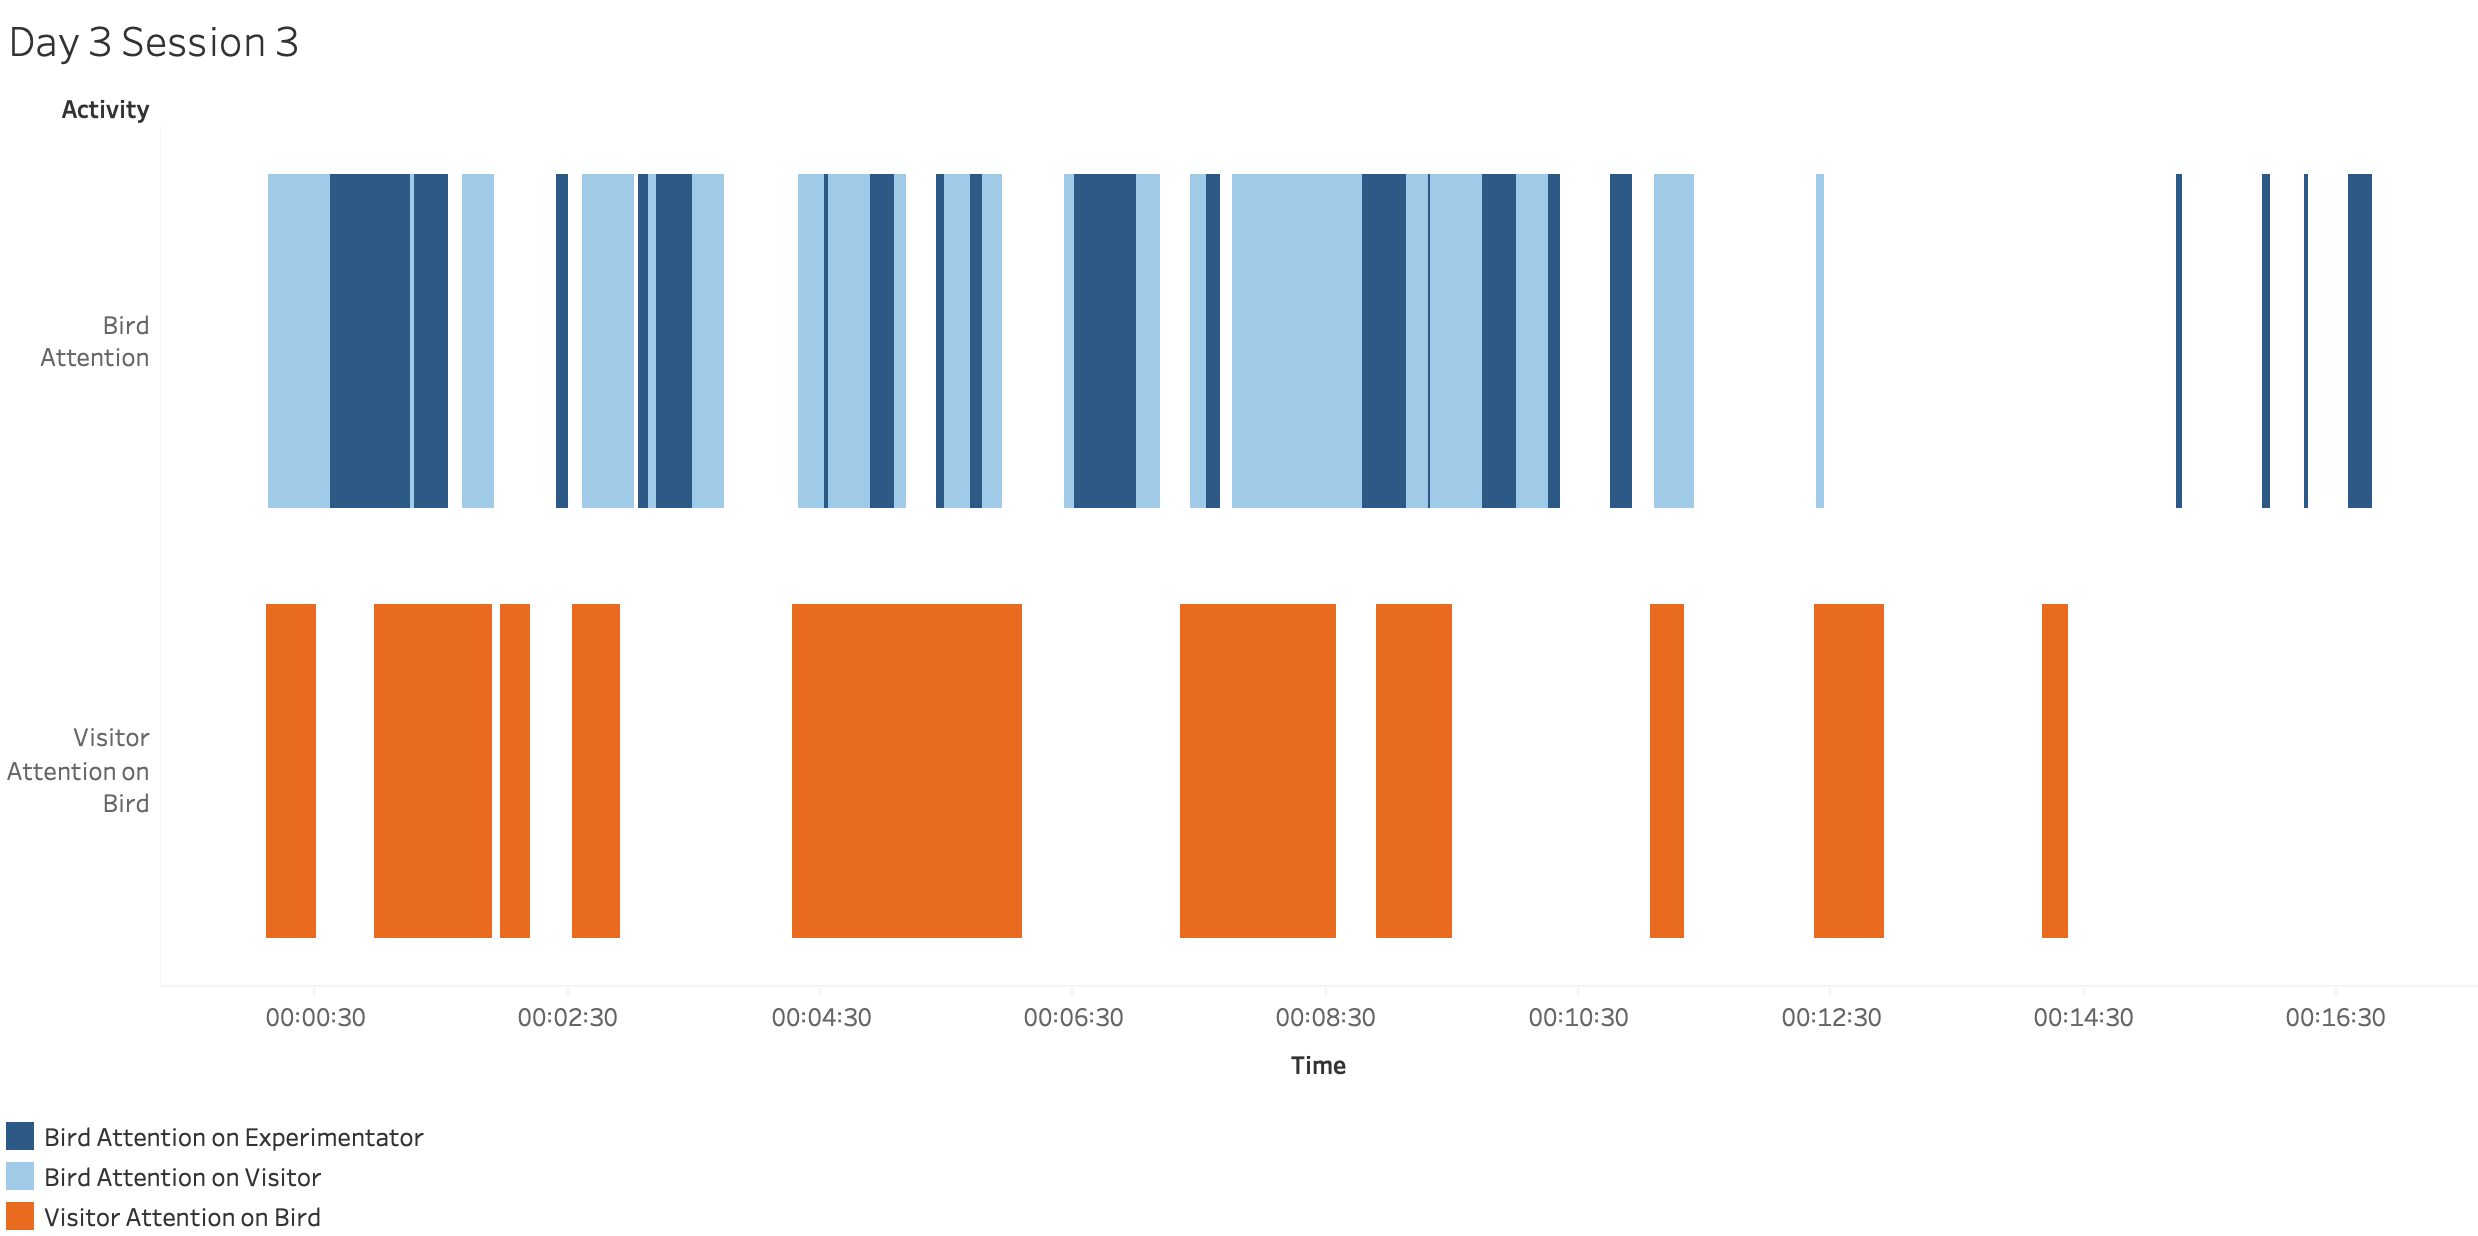 Day 3 Session 3
Activity
Bird
Attention
Visitor
Attention on
Bird
00:00:30 00:02:30 00:04:30 00:06:30 00:08:30 00:10:30 00:12:30 00:14:30 00:16:30
Time
Bird Attention on Experimentator
Bird Attention on Visitor
Visitor Attention on Bird